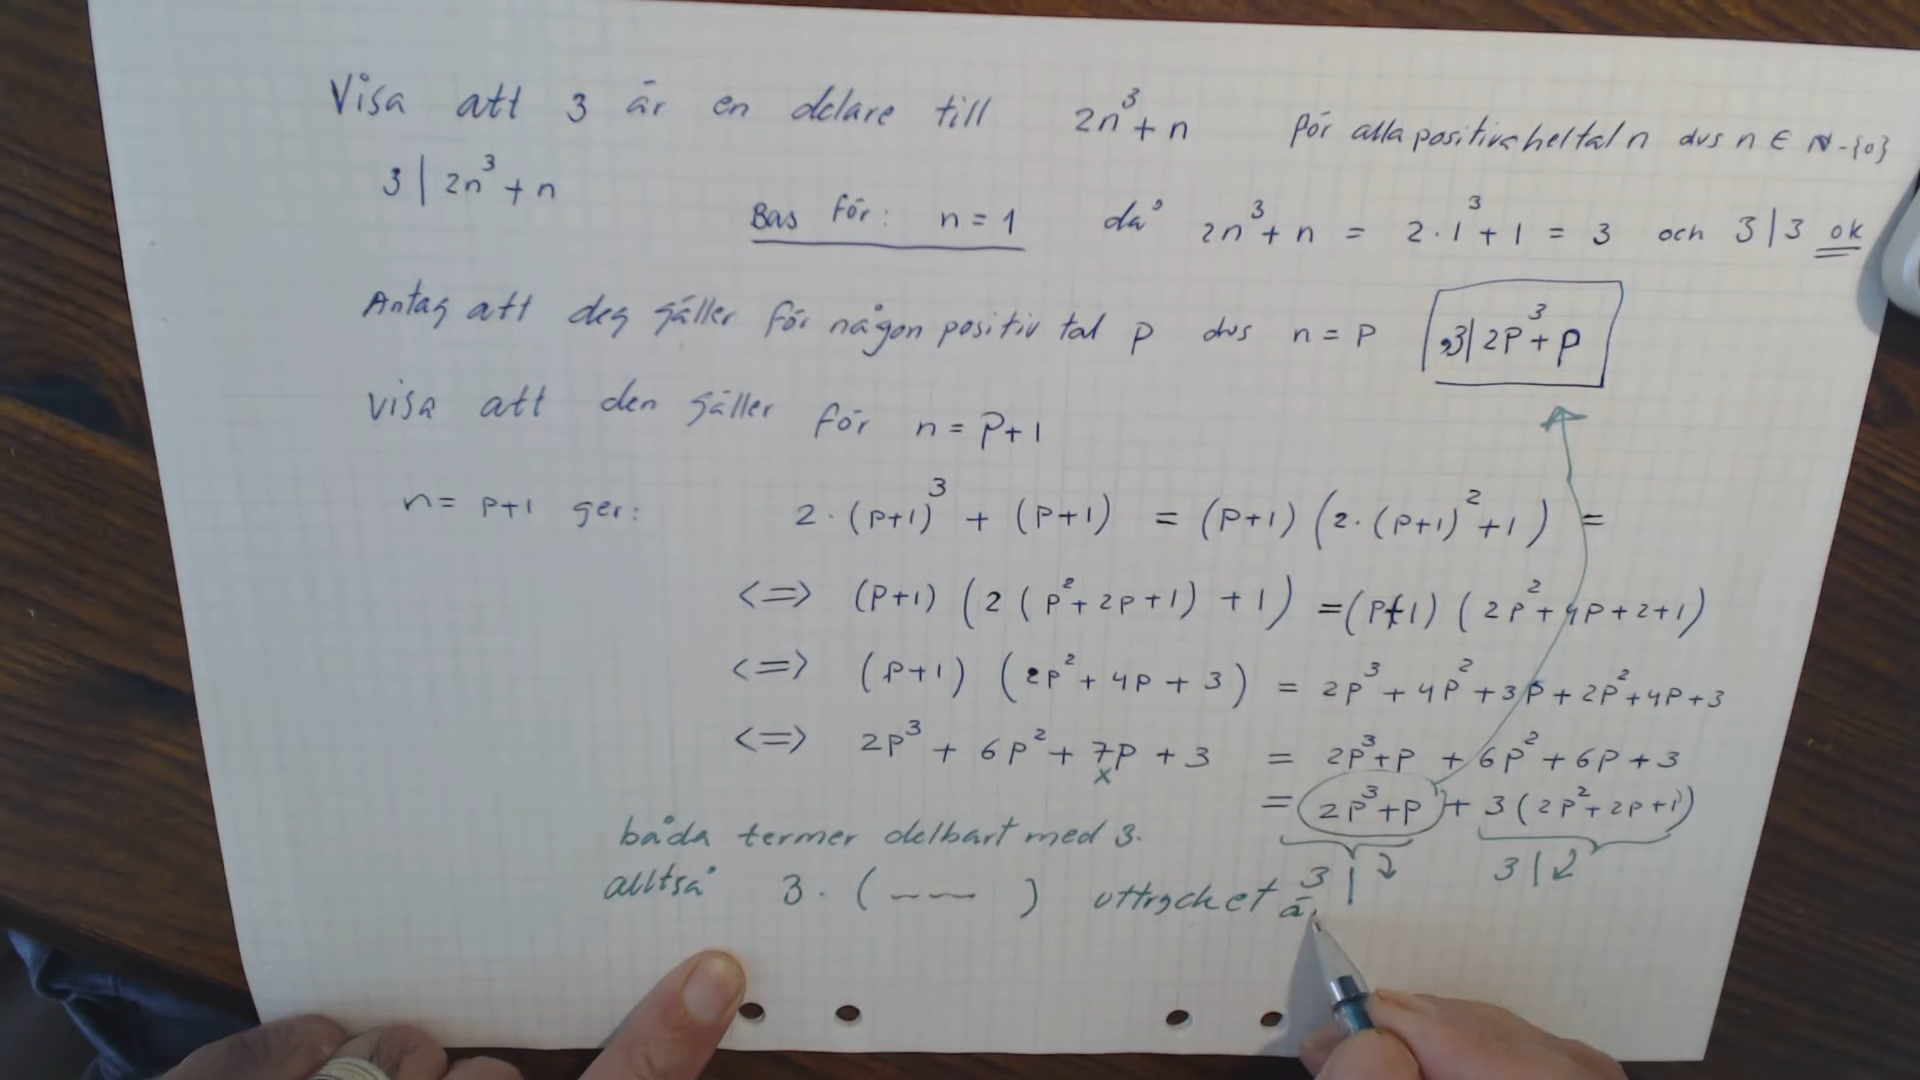 Visa att 3 är en delare till 2n³ + n för alla positiva heltal n dvs n ∈ N-{0}
3 | 2n³ + n
Bas för: n = 1 då 2n³ + n = 2·1³ + 1 = 3 och 3|3 ok
Antag att deg gäller för någon positiv tal p dvs n = p 3|2p³ + p
visa att den gäller för n = p+1
n = p+1 ger: 2·(p+1)³ + (p+1) = (p+1)(2·(p+1)²+1) =
<=> (p+1)(2(p²+2p+1)+1) = (p+1)(2p²+4p+2+1)
<=> (p+1)(2p²+4p+3) = 2p³+4p²+3p+2p²+4p+3
<=> 2p³ + 6p² + 7p + 3 = 2p³+p + 6p²+6p+3
x
= 2p³+p + 3(2p²+2p+1)
båda termer delbart med 3. 3| 3|
alltså 3·( --- ) uttrycket